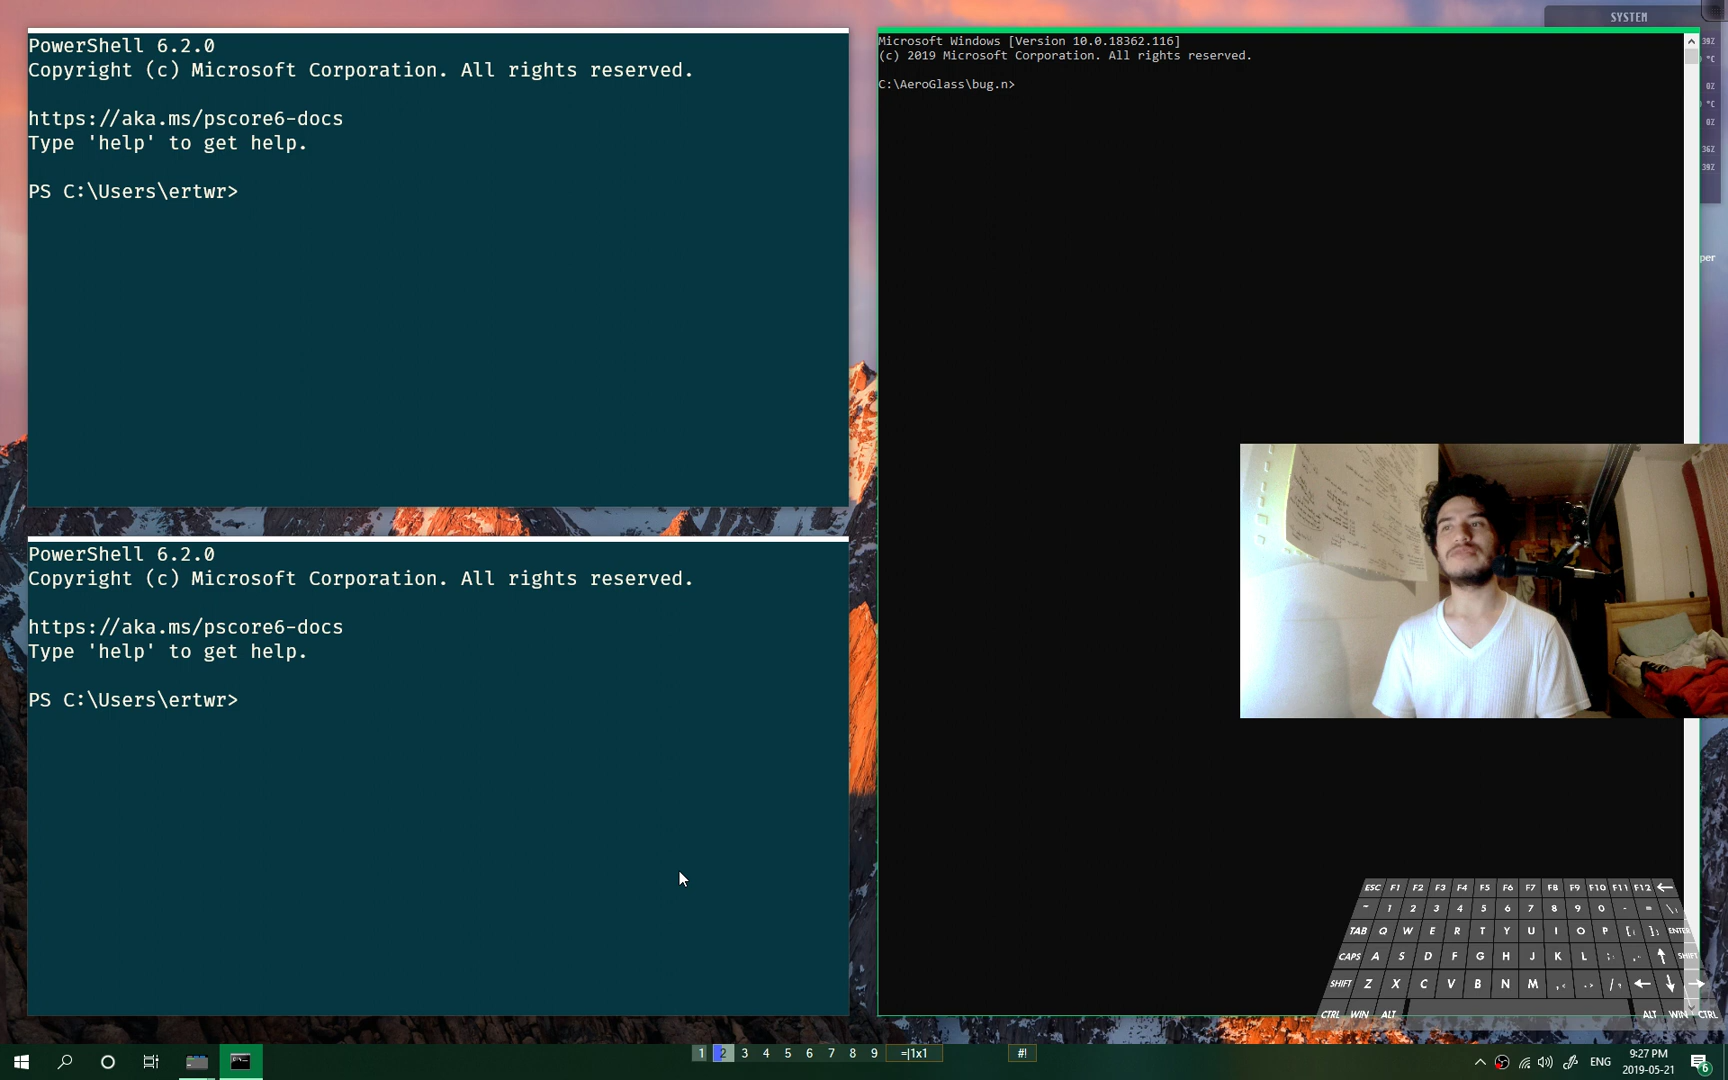 PowerShell 6.2.0
Copyright (c) Microsoft Corporation. All rights reserved.
https://aka.ms/pscore6-docs
Type 'help' to get help.
PS C:\Users\ertwr>
PowerShell 6.2.0
Copyright (c) Microsoft Corporation. All rights reserved.
https://aka.ms/pscore6-docs
Type 'help' to get help.
PS C:\Users\ertwr>
Microsoft Windows [Version 10.0.18362.116]
(c) 2019 Microsoft Corporation. All rights reserved.
C:\AeroGlass\bug.n>
SYSTEM
per
ESC F1 F2 F3 F4 F5 F6 F7 F8 F9 F10 F11 F12 ←
~ 1 2 3 4 5 6 7 8 9 0 - = \
TAB Q W E R T Y U I O P [ ] ENTER
CAPS A S D F G H J K L ; ↑ SHIFT
SHIFT Z X C V B N M , . / ← ↓ →
CTRL WIN ALT ALT WIN CTRL
1 2 3 4 5 6 7 8 9 =|1x1 #!
ENG 9:27 PM
2019-05-21 6